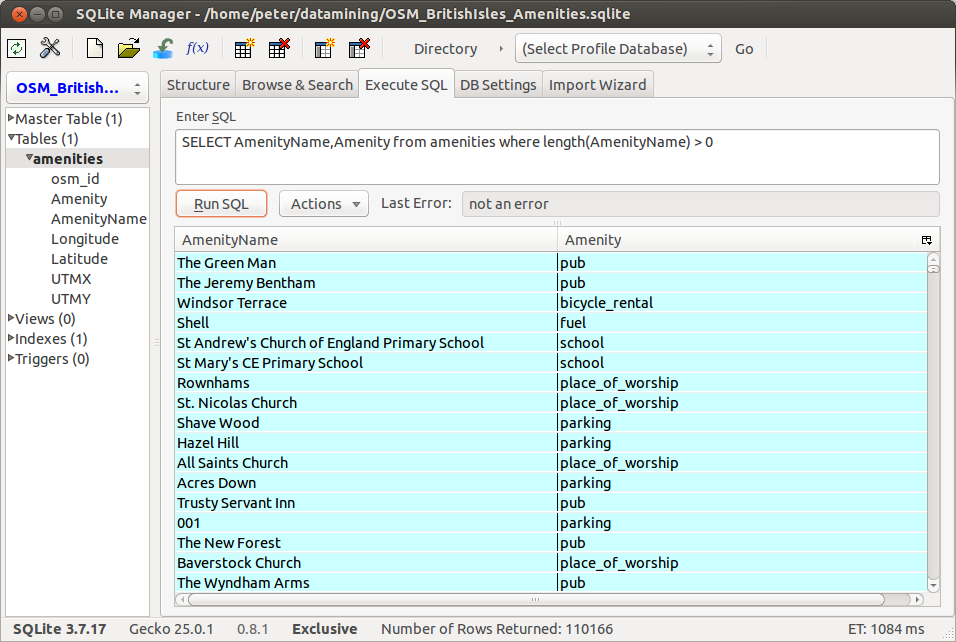 SQLite Manager - /home/peter/datamining/OSM_BritishIsles_Amenities.sqlite
f(x) Directory (Select Profile Database) Go
OSM_British... Structure Browse & Search Execute SQL DB Settings Import Wizard
Master Table (1)
Tables (1)
amenities
osm_id
Amenity
AmenityName
Longitude
Latitude
UTMX
UTMY
Views (0)
Indexes (1)
Triggers (0)
Enter SQL
SELECT AmenityName,Amenity from amenities where length(AmenityName) > 0
Run SQL Actions Last Error: not an error
AmenityName Amenity
The Green Man pub
The Jeremy Bentham pub
Windsor Terrace bicycle_rental
Shell fuel
St Andrew's Church of England Primary School school
St Mary's CE Primary School school
Rownhams place_of_worship
St. Nicolas Church place_of_worship
Shave Wood parking
Hazel Hill parking
All Saints Church place_of_worship
Acres Down parking
Trusty Servant Inn pub
001 parking
The New Forest pub
Baverstock Church place_of_worship
The Wyndham Arms pub
SQLite 3.7.17 Gecko 25.0.1 0.8.1 Exclusive Number of Rows Returned: 110166 ET: 1084 ms